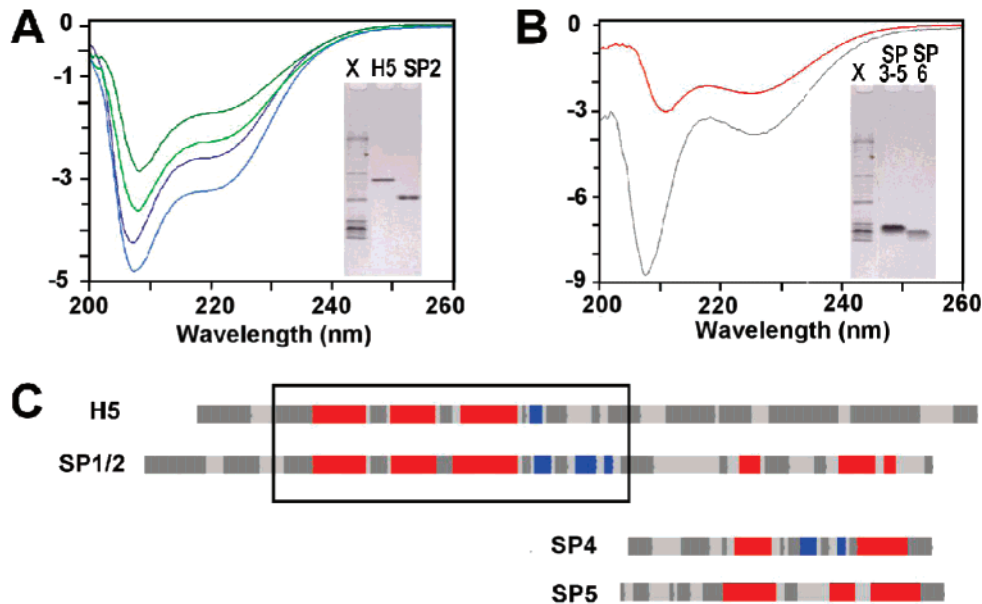 A
0
-1
-3
-5
200
220
240
260
Wavelength (nm)
X H5 SP2
B
0
-3
-6
-9
200
220
240
260
Wavelength (nm)
X SP 3-5 SP 6
C
H5
SP1/2
SP4
SP5